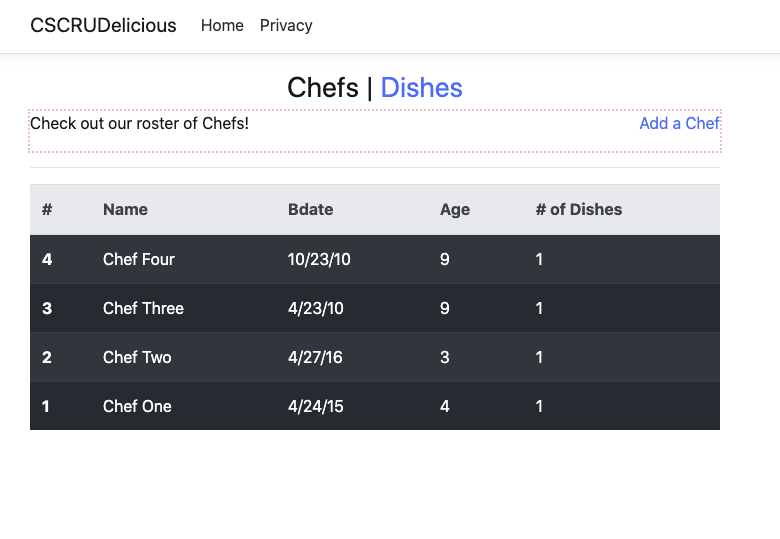 CSCRUDelicious Home Privacy
Chefs | Dishes
Check out our roster of Chefs! Add a Chef
# Name Bdate Age # of Dishes
4 Chef Four 10/23/10 9 1
3 Chef Three 4/23/10 9 1
2 Chef Two 4/27/16 3 1
1 Chef One 4/24/15 4 1